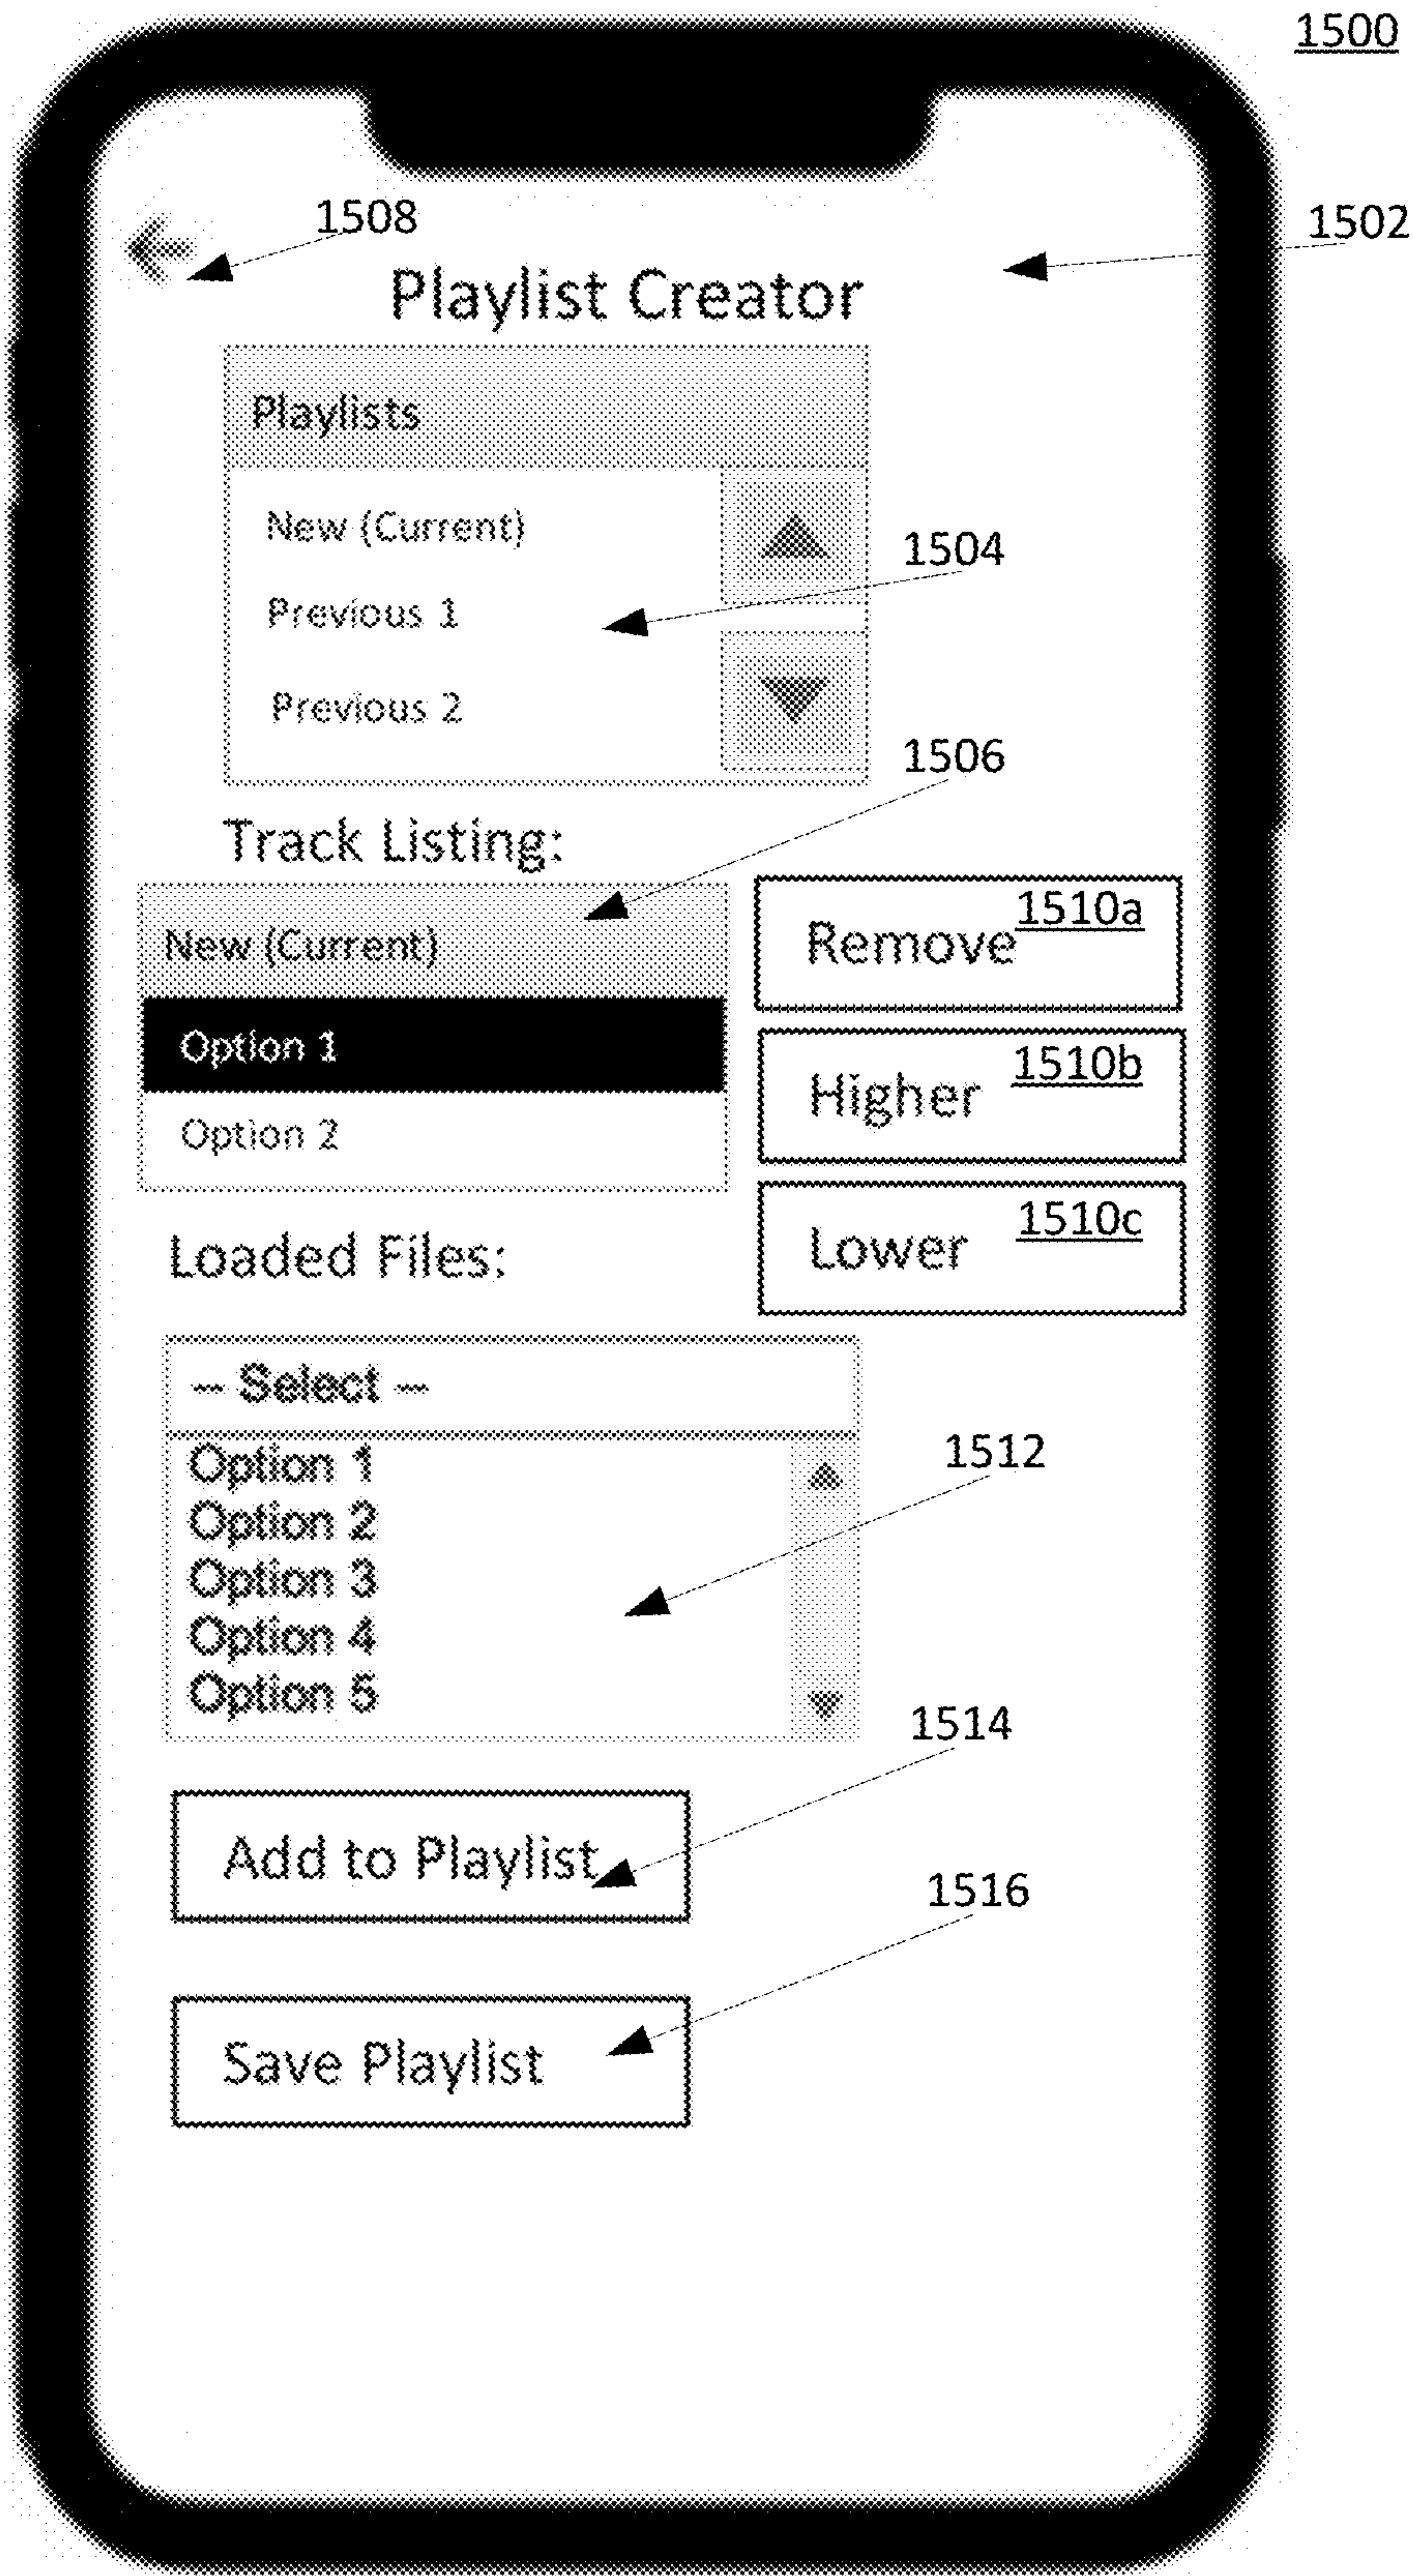 1500
1508
1502
Playlist Creator
Playlists
New (Current)
1504
Previous 1
Previous 2
1506
Track Listing:
New (Current)
Remove 1510a
Option 1
Higher 1510b
Option 2
Lower 1510c
Loaded Files:
-- Select --
Option 1
1512
Option 2
Option 3
Option 4
Option 5
1514
Add to Playlist
1516
Save Playlist